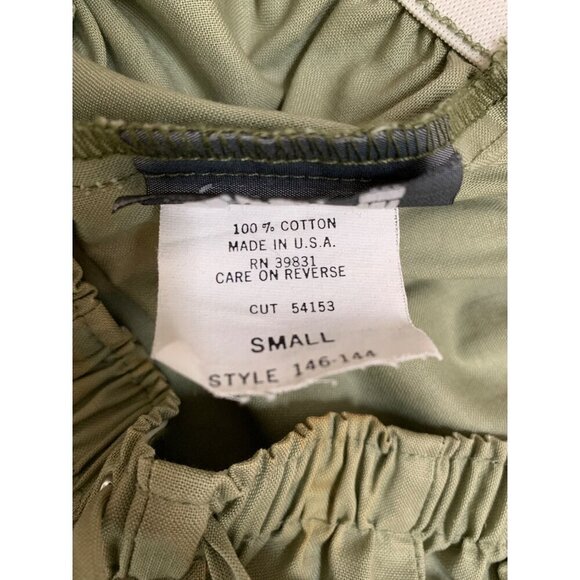 100 % COTTON
MADE IN U.S.A.
RN 39831
CARE ON REVERSE
CUT 54153
SMALL
STYLE 146-144